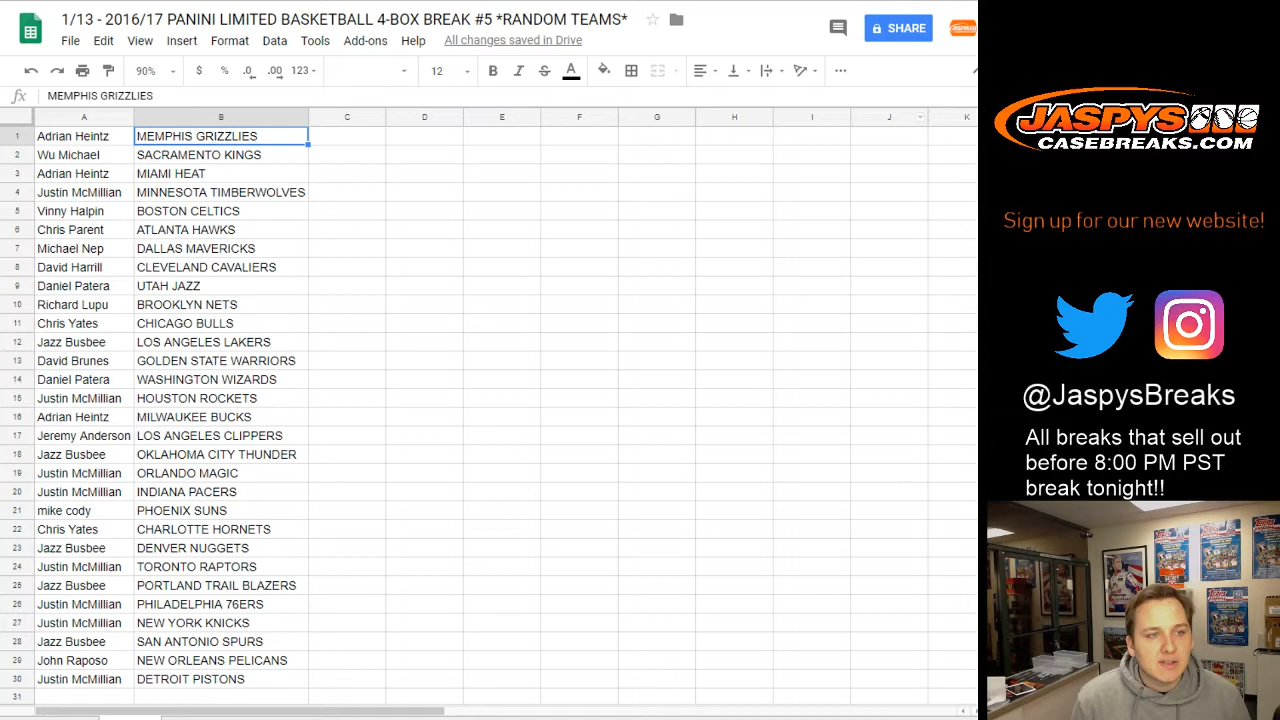 1/13 - 2016/17 PANINI LIMITED BASKETBALL 4-BOX BREAK #5 *RANDOM TEAMS*
File Edit View Insert Format Data Tools Add-ons Help All changes saved in Drive
SHARE
90% $ % .0 .00 123 12 B I S A
fx MEMPHIS GRIZZLIES
A B C D E F G H I J K
1 Adrian Heintz MEMPHIS GRIZZLIES
2 Wu Michael SACRAMENTO KINGS
3 Adrian Heintz MIAMI HEAT
4 Justin McMillian MINNESOTA TIMBERWOLVES
5 Vinny Halpin BOSTON CELTICS
6 Chris Parent ATLANTA HAWKS
7 Michael Nep DALLAS MAVERICKS
8 David Harrill CLEVELAND CAVALIERS
9 Daniel Patera UTAH JAZZ
10 Richard Lupu BROOKLYN NETS
11 Chris Yates CHICAGO BULLS
12 Jazz Busbee LOS ANGELES LAKERS
13 David Brunes GOLDEN STATE WARRIORS
14 Daniel Patera WASHINGTON WIZARDS
15 Justin McMillian HOUSTON ROCKETS
16 Adrian Heintz MILWAUKEE BUCKS
17 Jeremy Anderson LOS ANGELES CLIPPERS
18 Jazz Busbee OKLAHOMA CITY THUNDER
19 Justin McMillian ORLANDO MAGIC
20 Justin McMillian INDIANA PACERS
21 mike cody PHOENIX SUNS
22 Chris Yates CHARLOTTE HORNETS
23 Jazz Busbee DENVER NUGGETS
24 Justin McMillian TORONTO RAPTORS
25 Jazz Busbee PORTLAND TRAIL BLAZERS
26 Justin McMillian PHILADELPHIA 76ERS
27 Justin McMillian NEW YORK KNICKS
28 Jazz Busbee SAN ANTONIO SPURS
29 John Raposo NEW ORLEANS PELICANS
30 Justin McMillian DETROIT PISTONS
31
JASPYS
CASEBREAKS.COM
Sign up for our new website!
@JaspysBreaks
All breaks that sell out
before 8:00 PM PST
break tonight!!